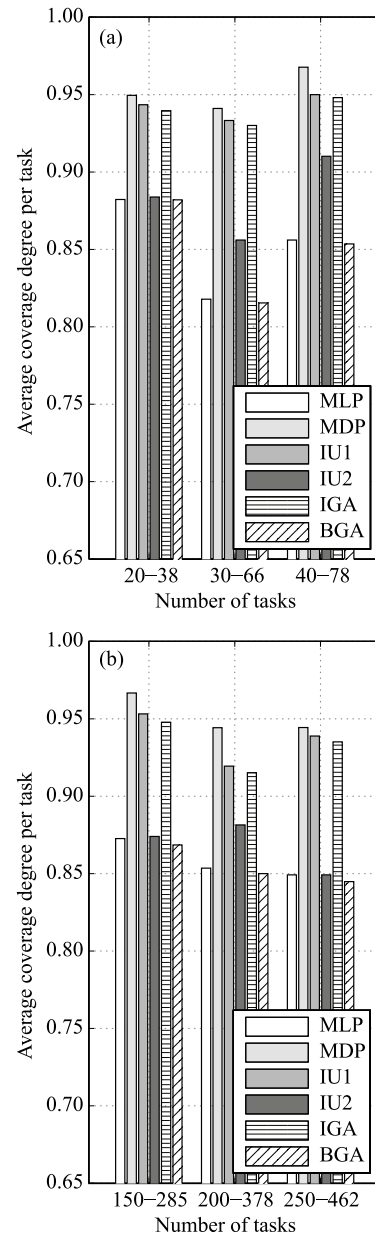 (a)
1.00
0.95
0.90
0.85
0.80
0.75
0.70
0.65
Average coverage degree per task
MLP
MDP
IU1
IU2
IGA
BGA
20–38 30–66 40–78
Number of tasks
(b)
1.00
0.95
0.90
0.85
0.80
0.75
0.70
0.65
Average coverage degree per task
MLP
MDP
IU1
IU2
IGA
BGA
150–285 200–378 250–462
Number of tasks